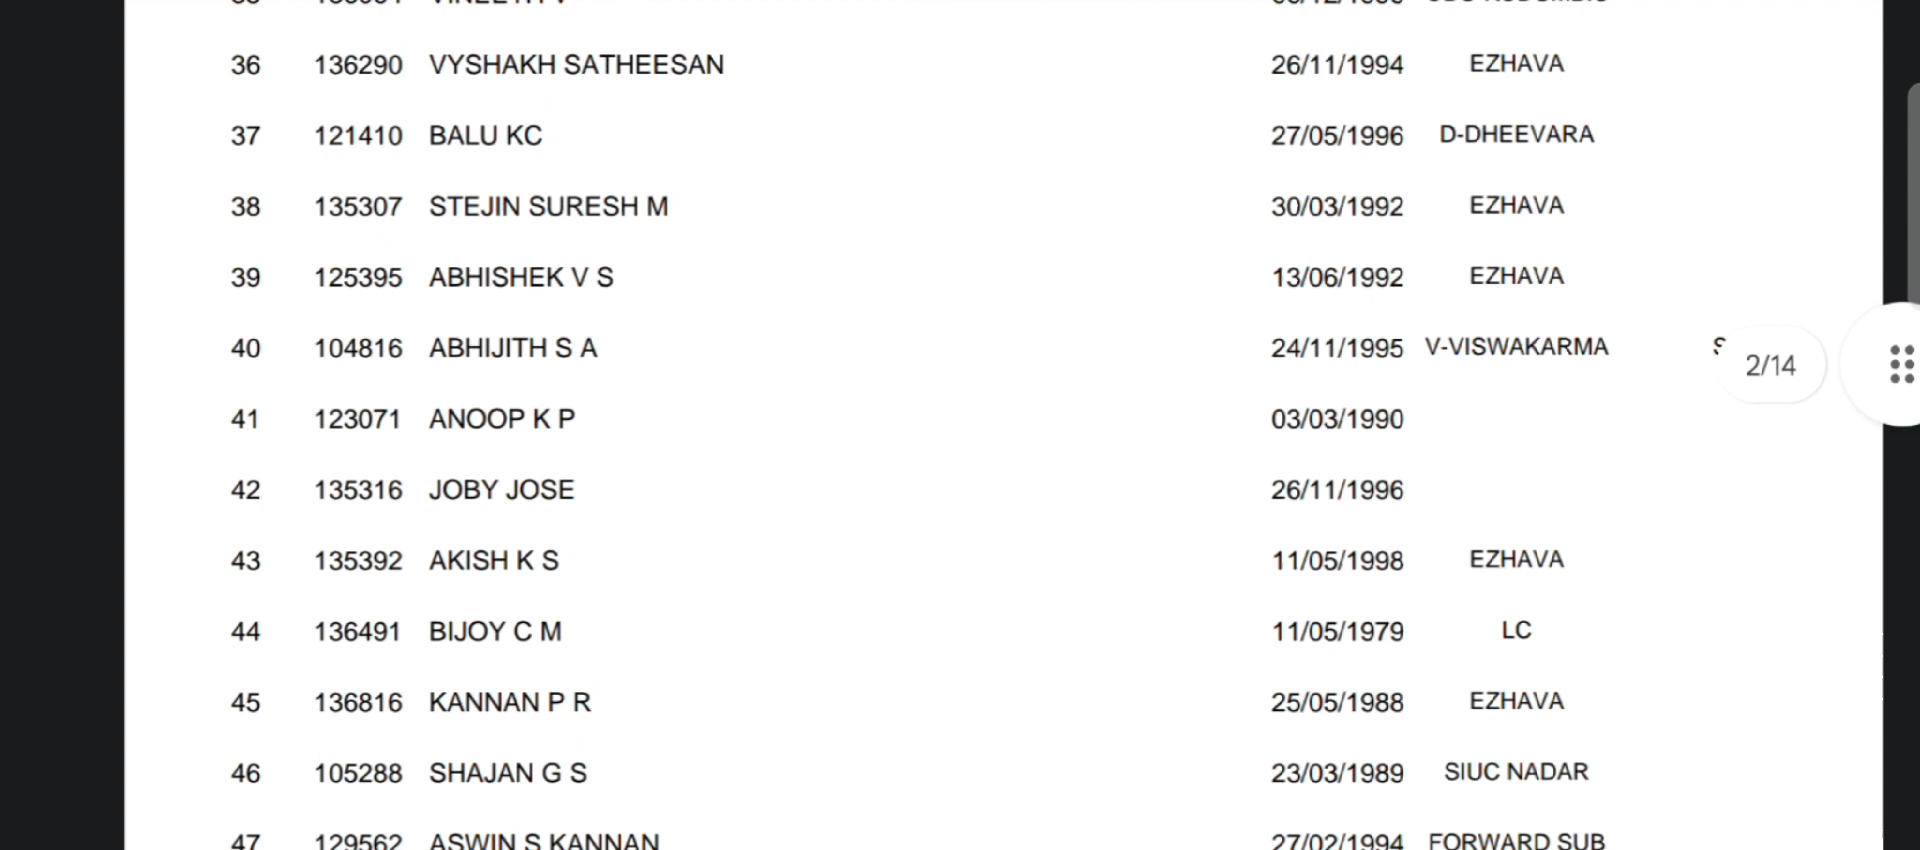 36 136290 VYSHAKH SATHEESAN 26/11/1994 EZHAVA
37 121410 BALU KC 27/05/1996 D-DHEEVARA
38 135307 STEJIN SURESH M 30/03/1992 EZHAVA
39 125395 ABHISHEK V S 13/06/1992 EZHAVA
40 104816 ABHIJITH S A 24/11/1995 V-VISWAKARMA
2/14
41 123071 ANOOP K P 03/03/1990
42 135316 JOBY JOSE 26/11/1996
43 135392 AKISH K S 11/05/1998 EZHAVA
44 136491 BIJOY C M 11/05/1979 LC
45 136816 KANNAN P R 25/05/1988 EZHAVA
46 105288 SHAJAN G S 23/03/1989 SIUC NADAR
47 129562 ASWIN S KANNAN 27/02/1994 FORWARD SUB